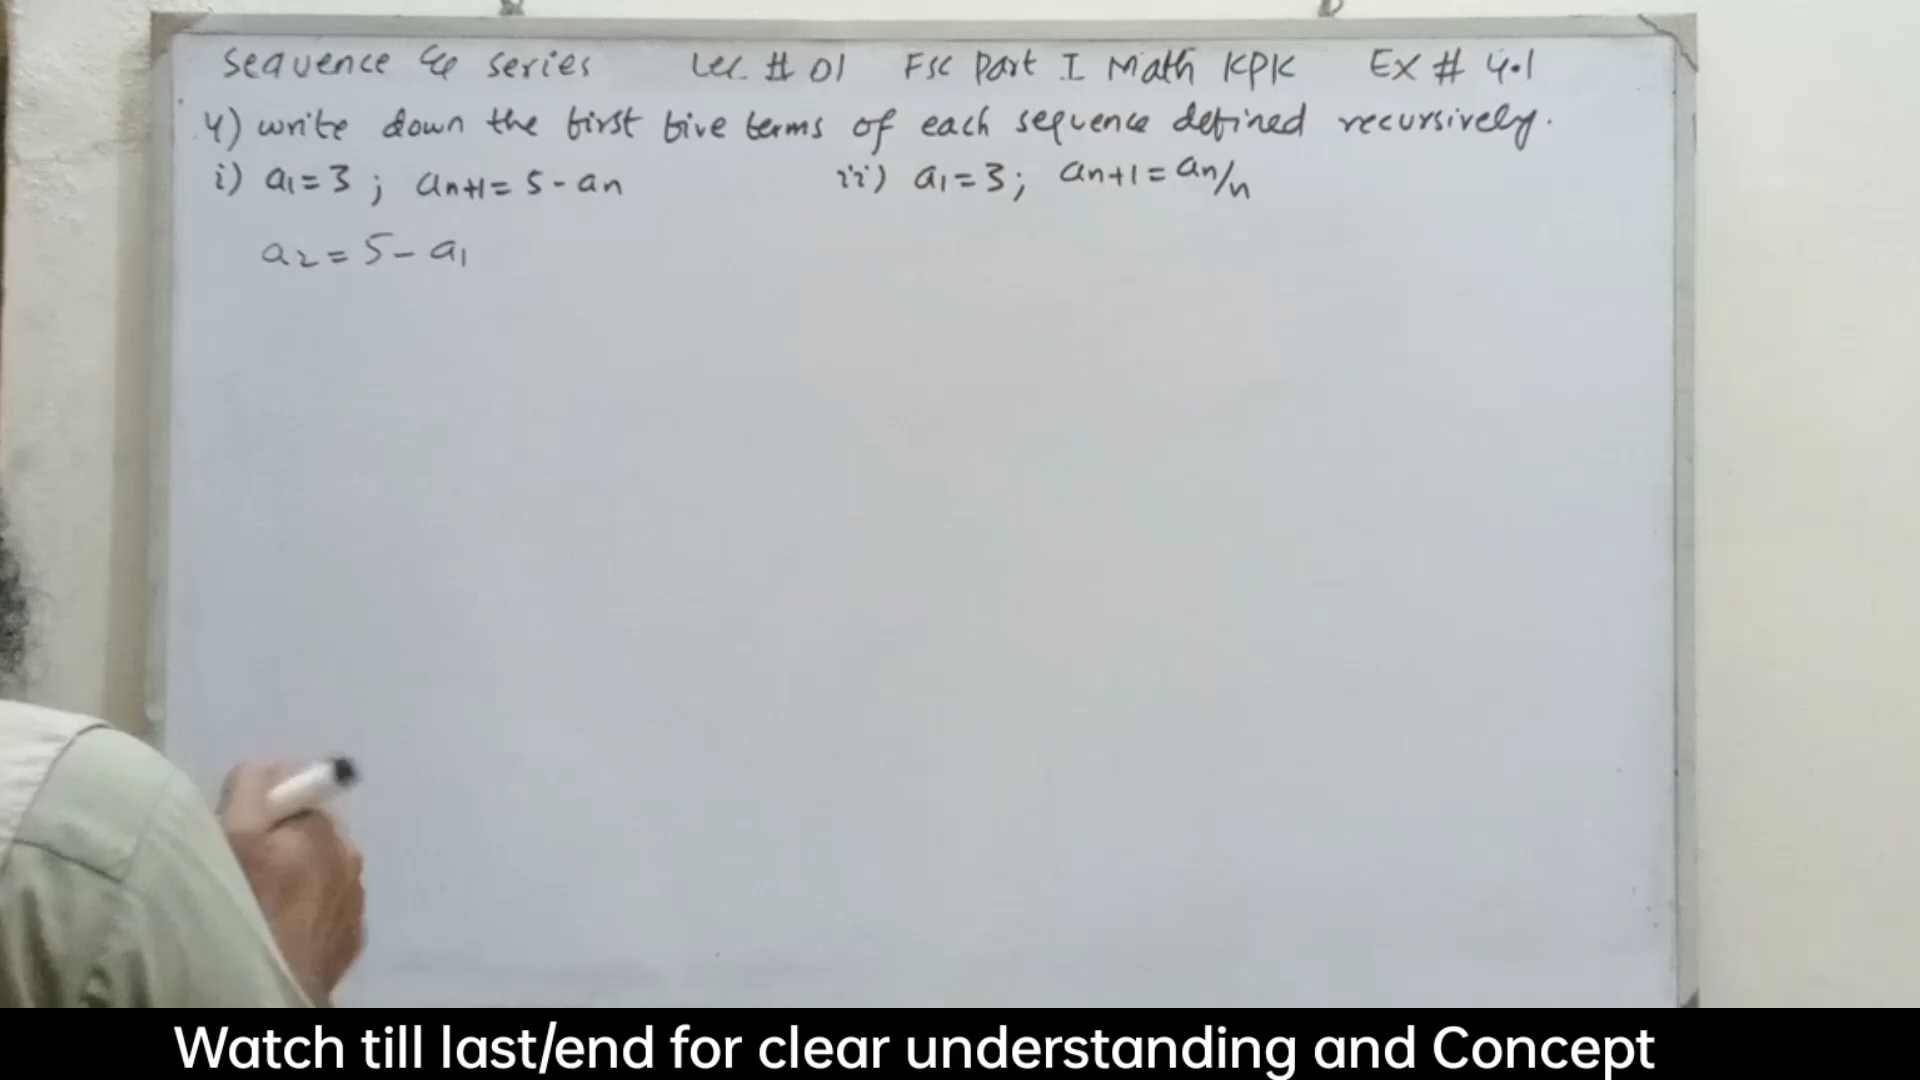 Sequence & series Lec # 01 Fsc Part I Math KPK Ex # 4.1
4) write down the first five terms of each sequence defined recursively.
i) a1 = 3 ; an+1 = 5 - an ii) a1 = 3 ; an+1 = an/n
a2 = 5 - a1
Watch till last/end for clear understanding and Concept